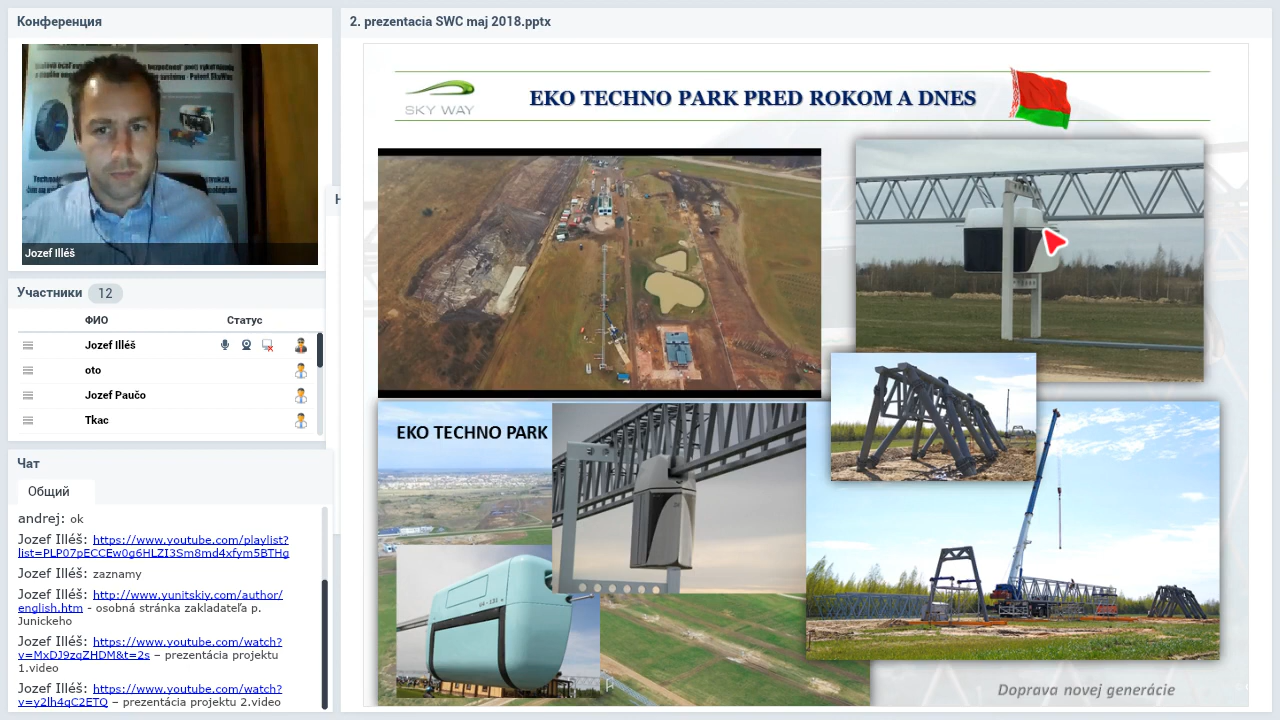 Конференция
Jozef Illéš
Участники 12
ФИО Статус
Jozef Illéš
oto
Jozef Paučo
Tkac
Чат
Общий
andrej: ok
Jozef Illéš: https://www.youtube.com/playlist?
list=PLP07pECCEw0g6HLZI3Sm8md4xfym5BTHg
Jozef Illéš: zaznamy
Jozef Illéš: http://www.yunitskiy.com/author/
english.htm - osobná stránka zakladateľa p.
Junickeho
Jozef Illéš: https://www.youtube.com/watch?
v=MxDJ9zqZHDM&t=2s – prezentácia projektu
1.video
Jozef Illéš: https://www.youtube.com/watch?
v=y2lh4qC2ETQ – prezentácia projektu 2.video
2. prezentacia SWC maj 2018.pptx
SKY WAY
EKO TECHNO PARK PRED ROKOM A DNES
EKO TECHNO PARK
Doprava novej generácie